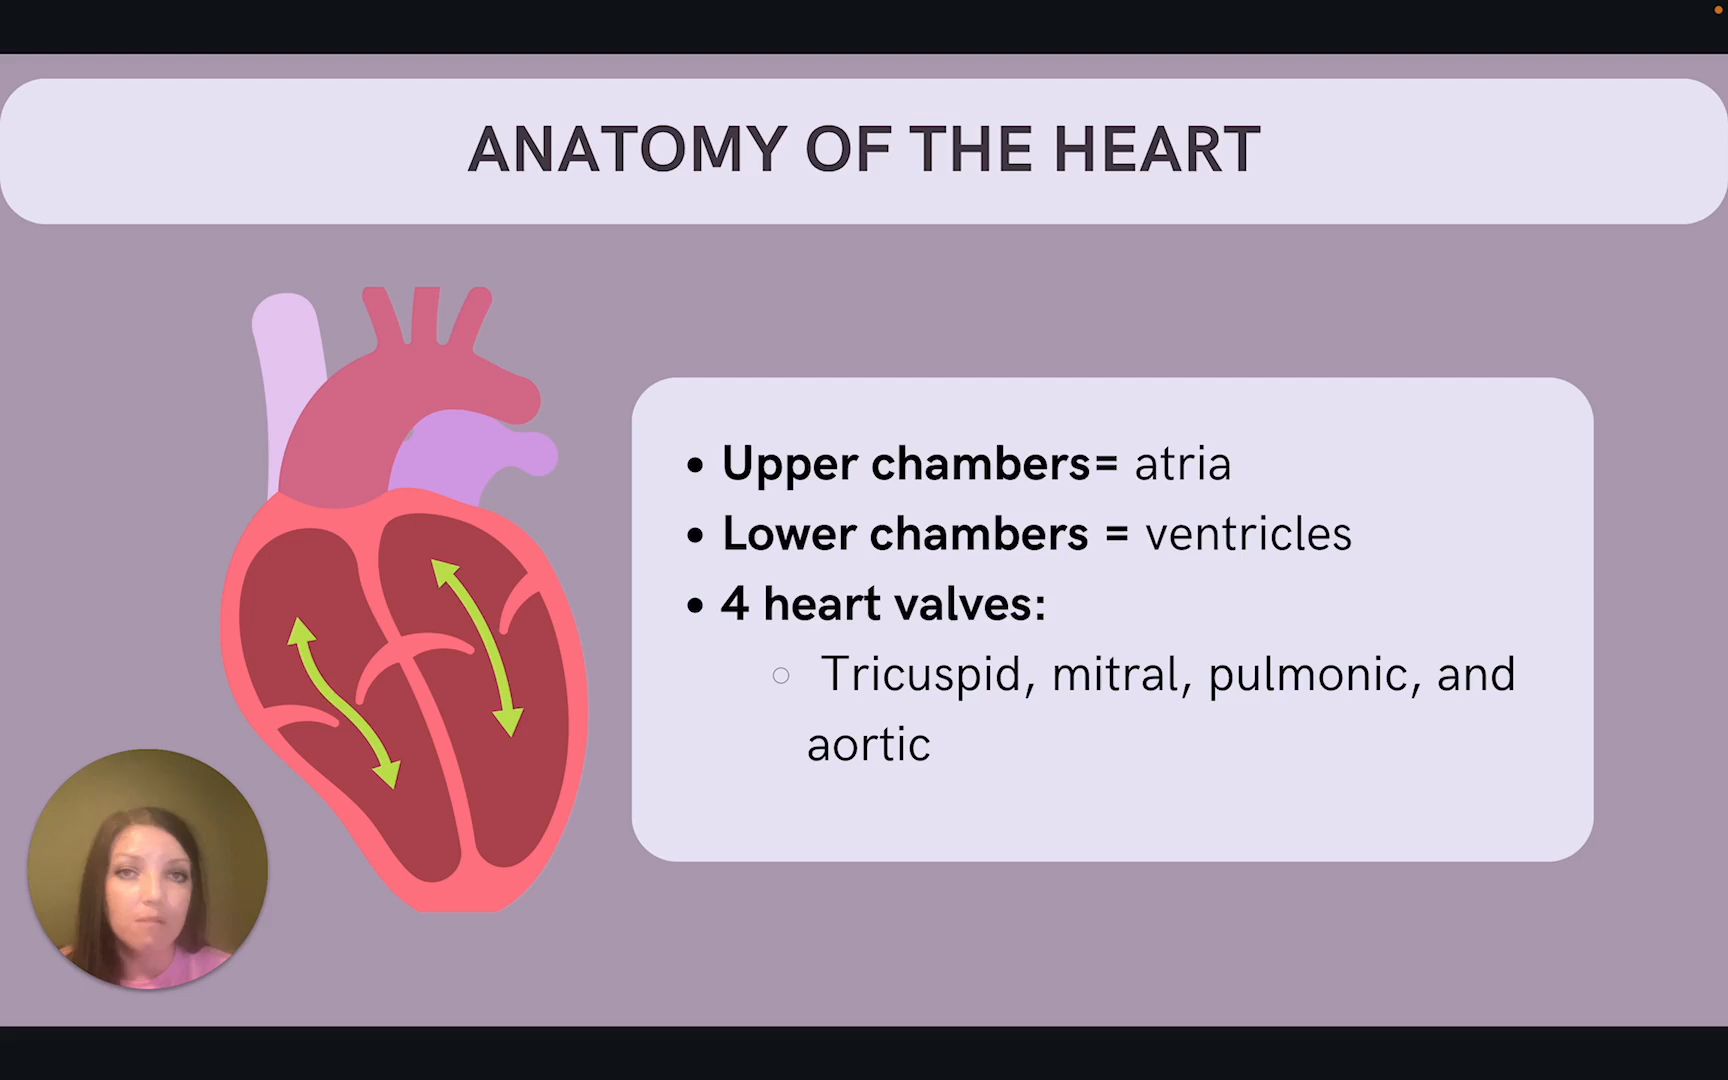 ANATOMY OF THE HEART
• Upper chambers= atria
• Lower chambers = ventricles
• 4 heart valves:
○ Tricuspid, mitral, pulmonic, and
aortic